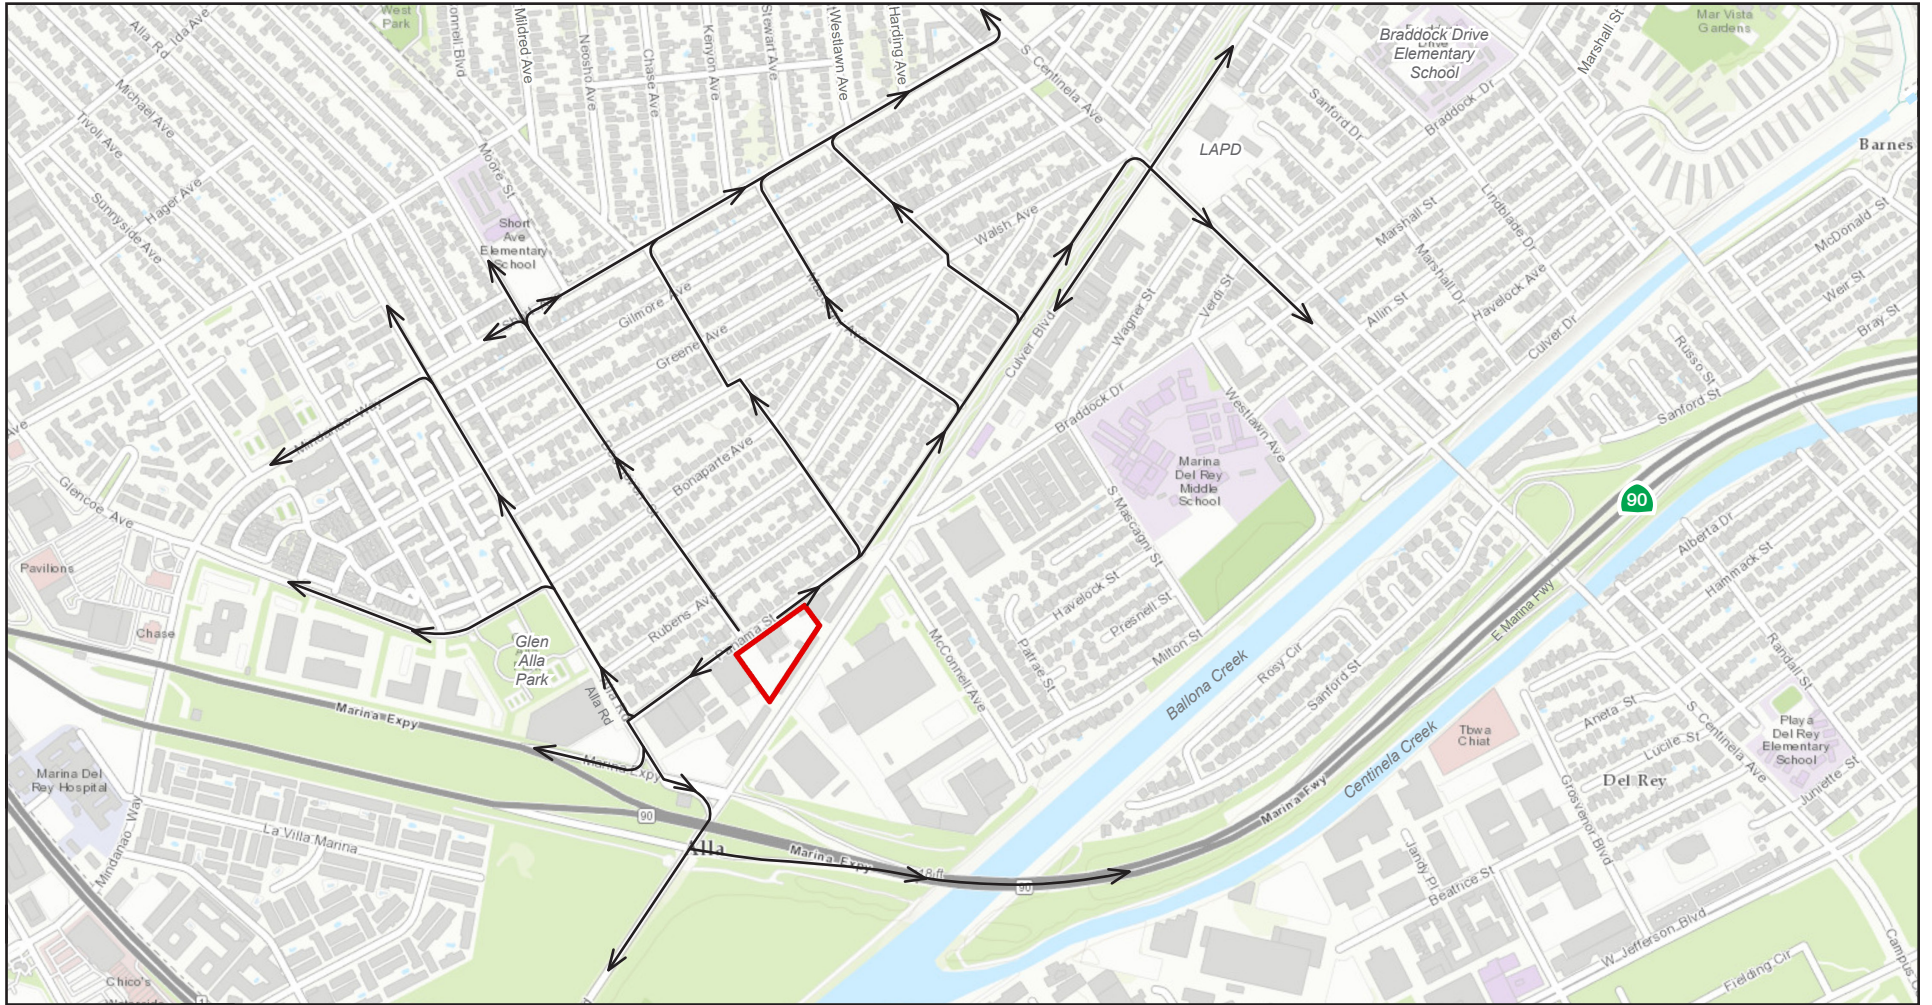 West
Park
Alla Rd
Ida Ave
onnell Blvd
Mildred Ave
Neosho Ave
Chase Ave
Kenyon Ave
Stewart Ave
Westlawn Ave
Harding Ave
S Centinela Ave
Braddock Drive
Elementary
School
Marshall St
Mar Vista
Gardens
Michael Ave
Tivoli Ave
Hager Ave
Sunnyside Ave
Moore St
Short
Ave
Elementary
School
LAPD
Sanford Dr
Braddock Dr
Barnes
Lindblade Dr
Marshall St
Marshall Dr
Havelock Ave
McDonald St
Weir St
Bray St
Walsh Ave
Gilmore Ave
Greene Ave
Culver Blvd
Wagner St
Verdi St
Allin St
Culver Dr
Russo St
Sanford St
Mindanao Way
Bonaparte Ave
Braddock Dr
Westlawn Ave
Marina
Del Rey
Middle
School
S Mascagni St
90
Ave
Glencoe Ave
Pavilions
Chase
Alberta Dr
Hammack St
E Marina Fwy
Rubens Ave
Panama St
Glen
Alla
Park
Alla Rd
Havelock St
Presnell St
Milton St
McConnell Ave
Patrae St
Ballona Creek
Rosy Cir
Sanford St
Randall St
Marina Expy
Marina Expy
Tbwa
Chiat
Aneta St
Lucile St
S Centinela Ave
Playa
Del Rey
Elementary
School
Juniette St
Del Rey
Marina Del
Rey Hospital
Mindanao Way
La Villa Marina
90
Alla
Marina Expy
18 ft
90
Marina Fwy
Centinela Creek
Grosvenor Blvd
Jandy Pl
Beatrice St
W Jefferson Blvd
Fielding Cir
Campus
Chico's
1